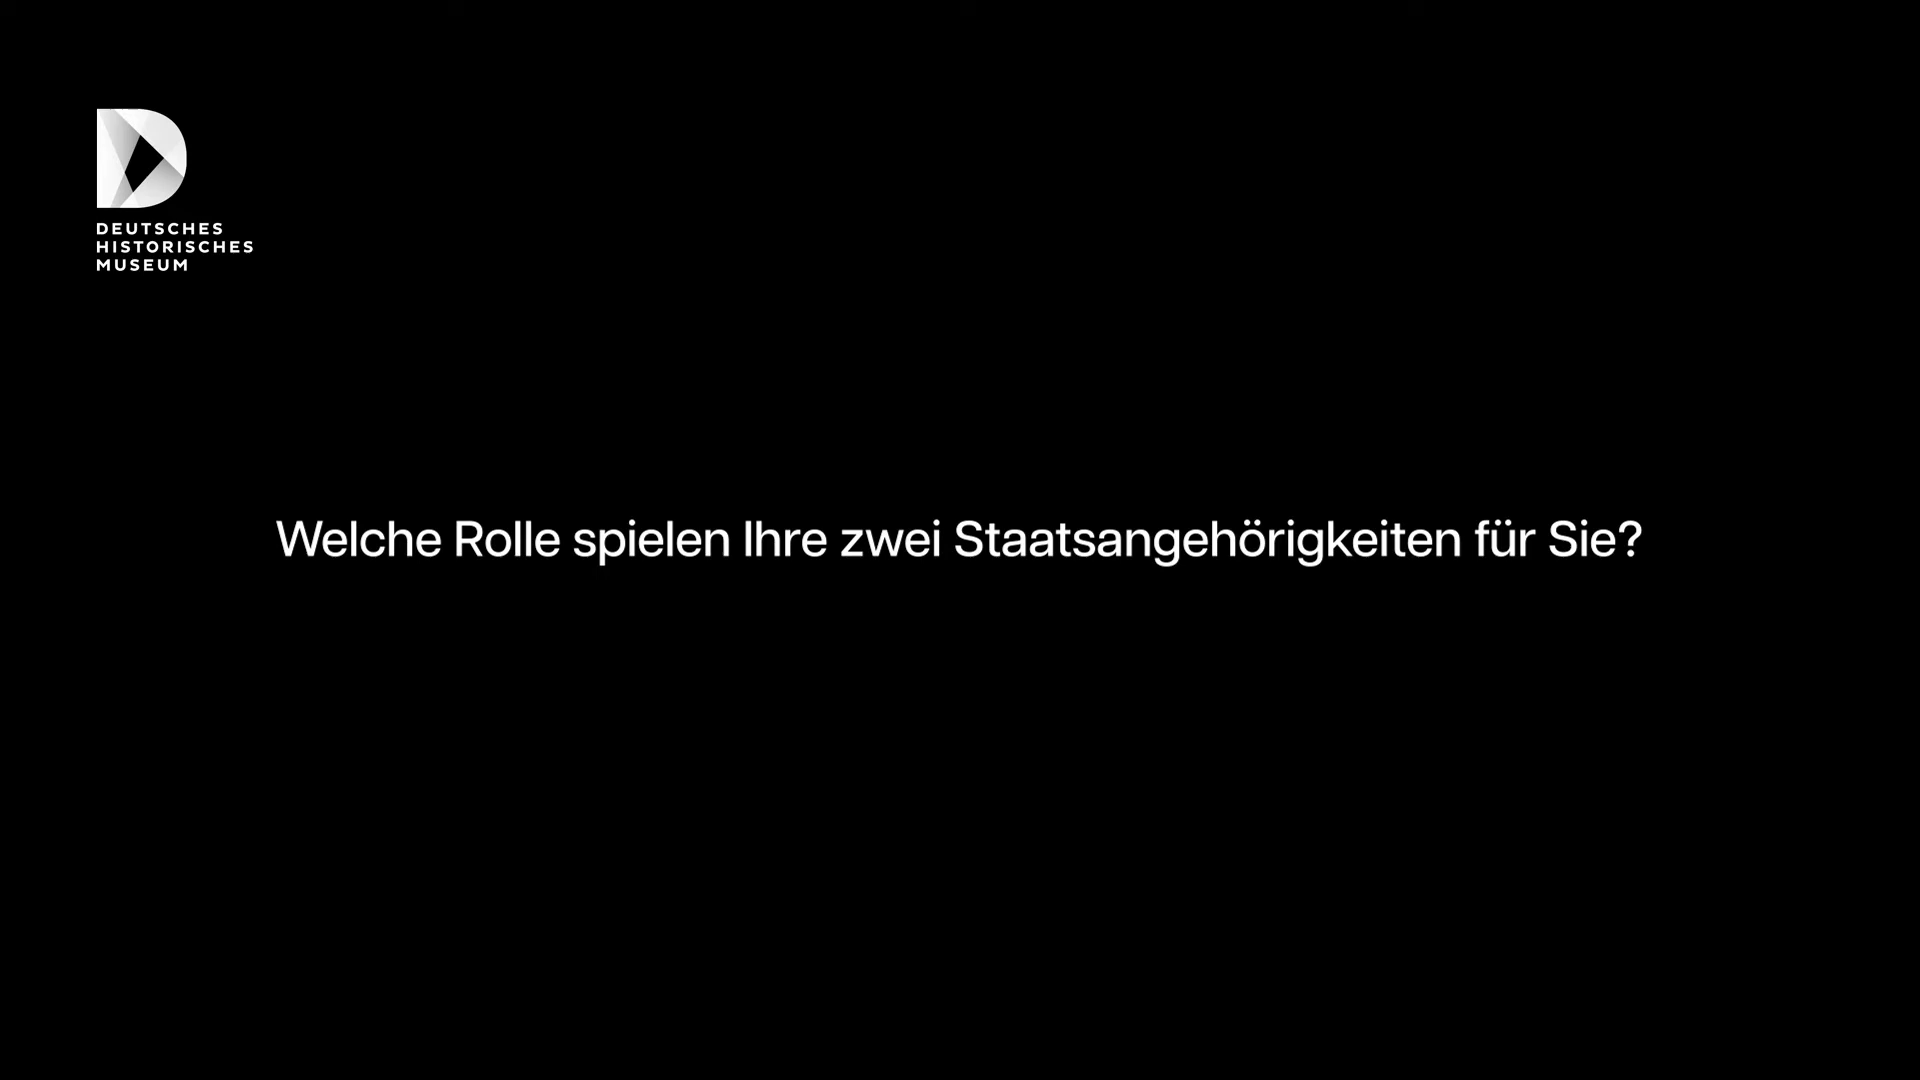 DEUTSCHES
HISTORISCHES
MUSEUM
Welche Rolle spielen Ihre zwei Staatsangehörigkeiten für Sie?